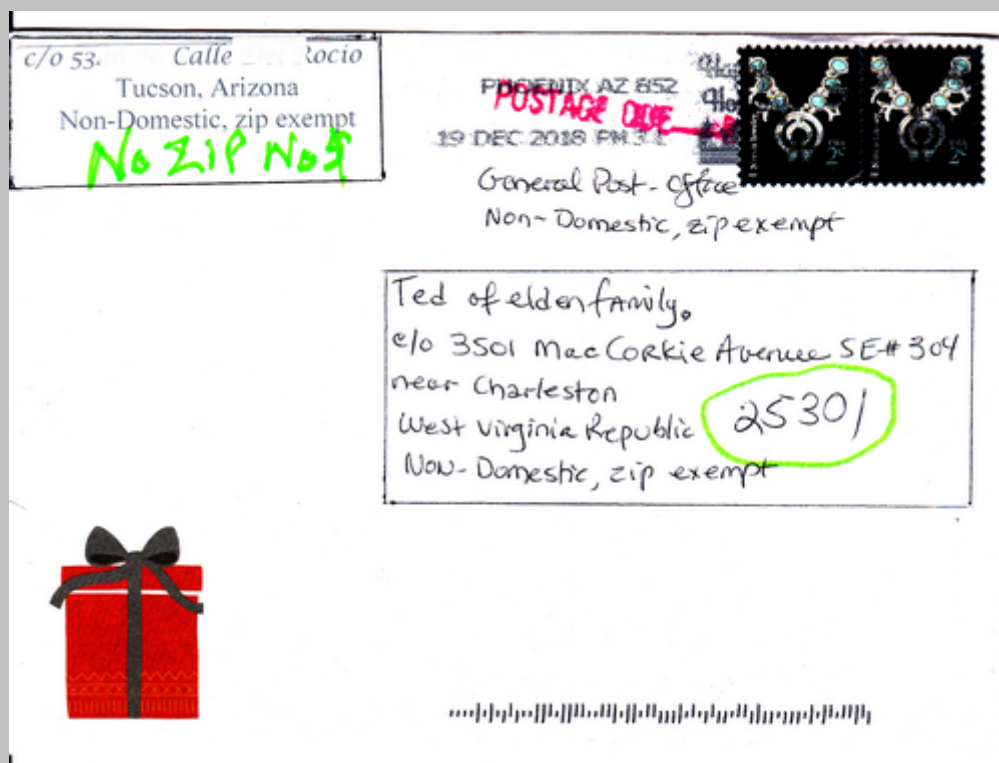 c/o 53. Calle Rocio
Tucson, Arizona
Non-Domestic, zip exempt
No ZIP No
PHOENIX AZ 852
POSTAGE DUE
19 DEC 2018 PM
General Post-office
Non-Domestic, zip exempt
Ted of elden family.
c/o 3501 MacCorkie Avenue SE# 304
near Charleston
West Virginia Republic 25301
Non-Domestic, zip exempt